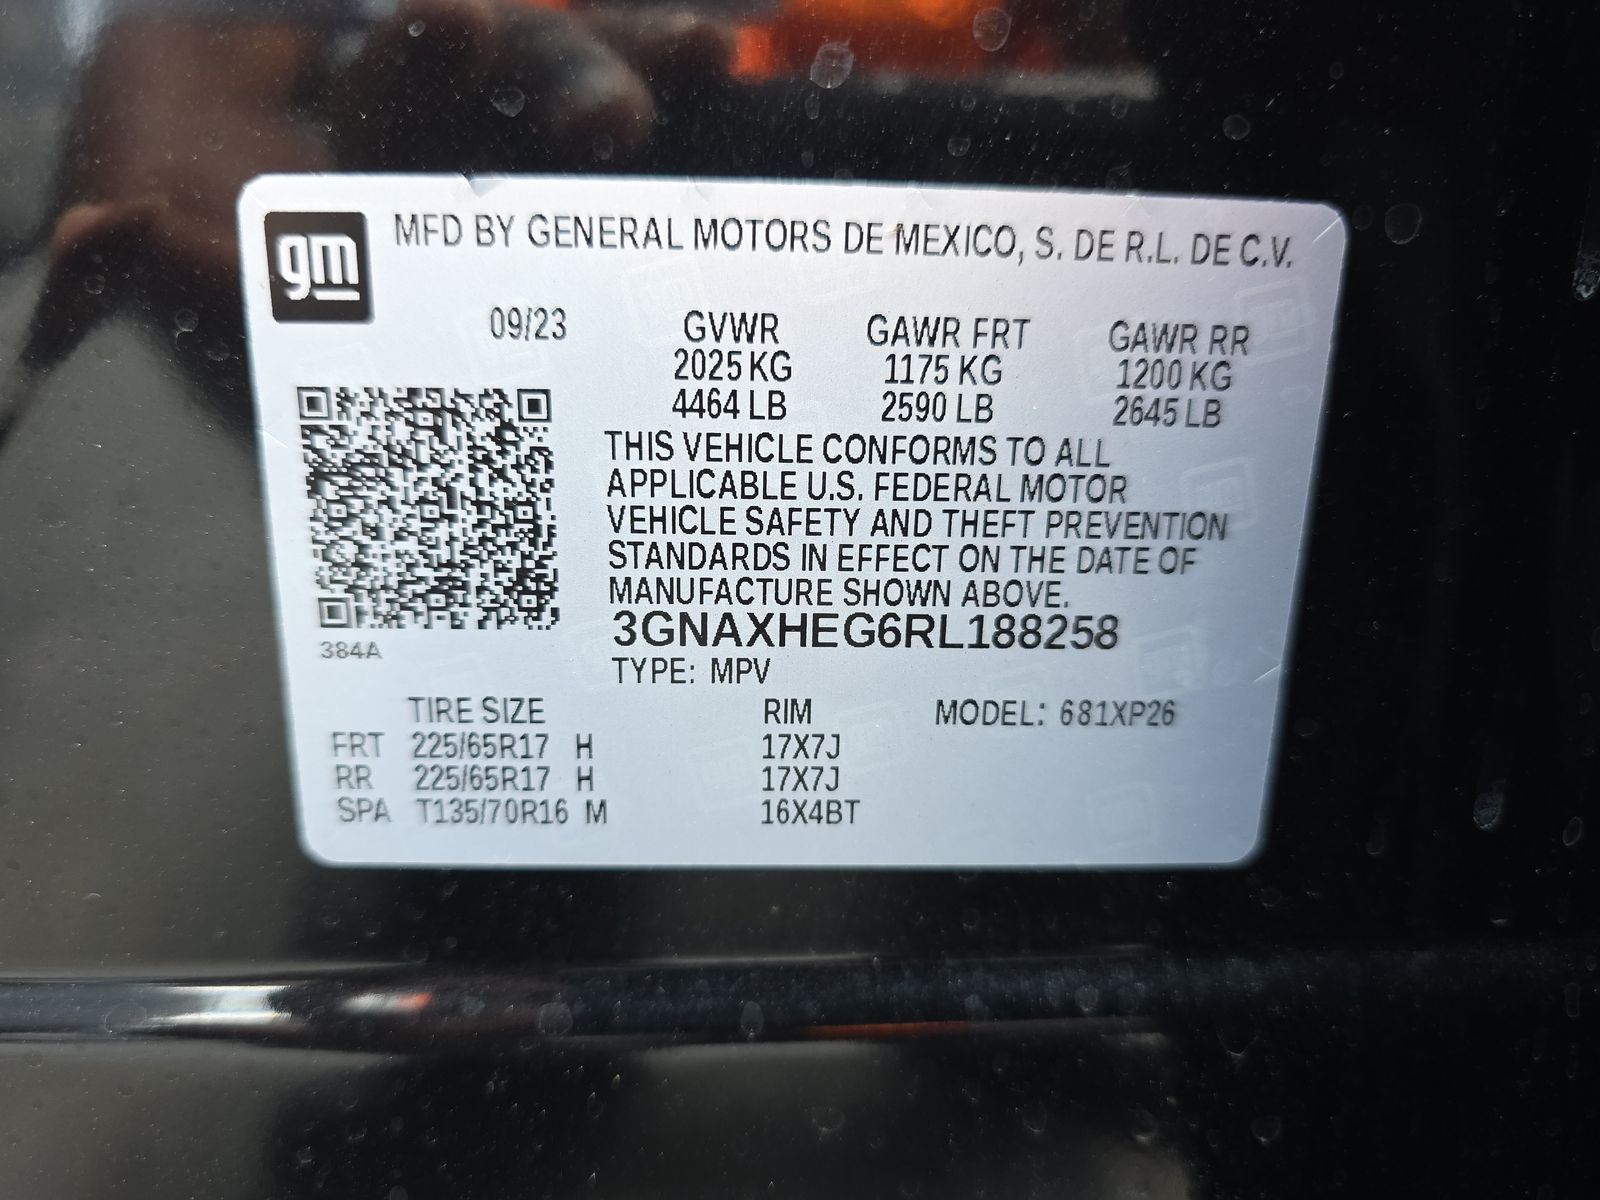 gm
MFD BY GENERAL MOTORS DE MEXICO, S. DE R.L. DE C.V.
09/23 GVWR GAWR FRT GAWR RR
2025 KG 1175 KG 1200 KG
4464 LB 2590 LB 2645 LB
THIS VEHICLE CONFORMS TO ALL
APPLICABLE U.S. FEDERAL MOTOR
VEHICLE SAFETY AND THEFT PREVENTION
STANDARDS IN EFFECT ON THE DATE OF
MANUFACTURE SHOWN ABOVE.
3GNAXHEG6RL188258
384A
TYPE: MPV
TIRE SIZE RIM MODEL: 681XP26
FRT 225/65R17 H 17X7J
RR 225/65R17 H 17X7J
SPA T135/70R16 M 16X4BT